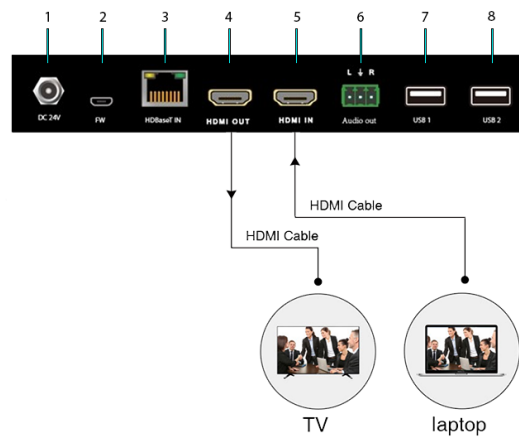 1 2 3 4 5 6 7 8
L R
DC 24V FW HDBaseT IN HDMI OUT HDMI IN Audio out USB 1 USB 2
HDMI Cable
HDMI Cable
TV laptop